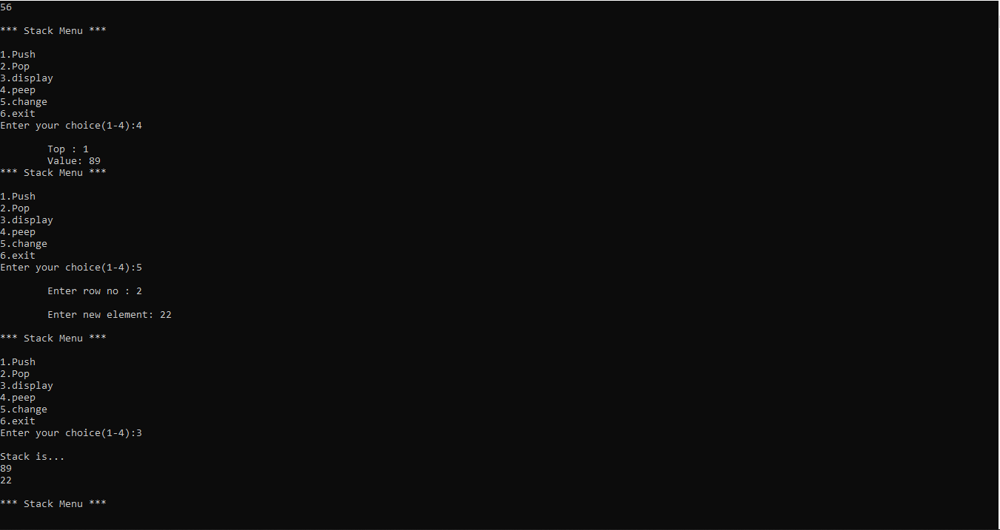 56
*** Stack Menu ***
1.Push
2.Pop
3.display
4.peep
5.change
6.exit
Enter your choice(1-4):4
Top : 1
Value: 89
*** Stack Menu ***
1.Push
2.Pop
3.display
4.peep
5.change
6.exit
Enter your choice(1-4):5
Enter row no : 2
Enter new element: 22
*** Stack Menu ***
1.Push
2.Pop
3.display
4.peep
5.change
6.exit
Enter your choice(1-4):3
Stack is...
89
22
*** Stack Menu ***